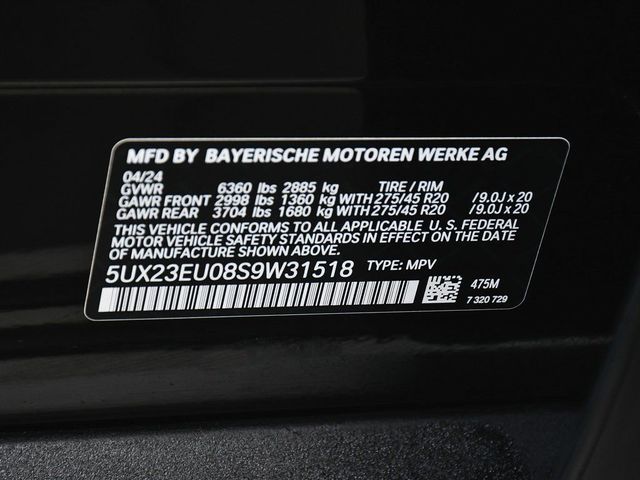 MFD BY BAYERISCHE MOTOREN WERKE AG
04/24
GVWR 6360 lbs 2885 kg TIRE / RIM
GAWR FRONT 2998 lbs 1360 kg WITH 275/45 R20 /9.0J x 20
GAWR REAR 3704 lbs 1680 kg WITH 275/45 R20 /9.0J x 20
THIS VEHICLE CONFORMS TO ALL APPLICABLE U. S. FEDERAL
MOTOR VEHICLE SAFETY STANDARDS IN EFFECT ON THE DATE OF
MANUFACTURE SHOWN ABOVE.
5UX23EU08S9W31518 TYPE: MPV
475M
7 320 729